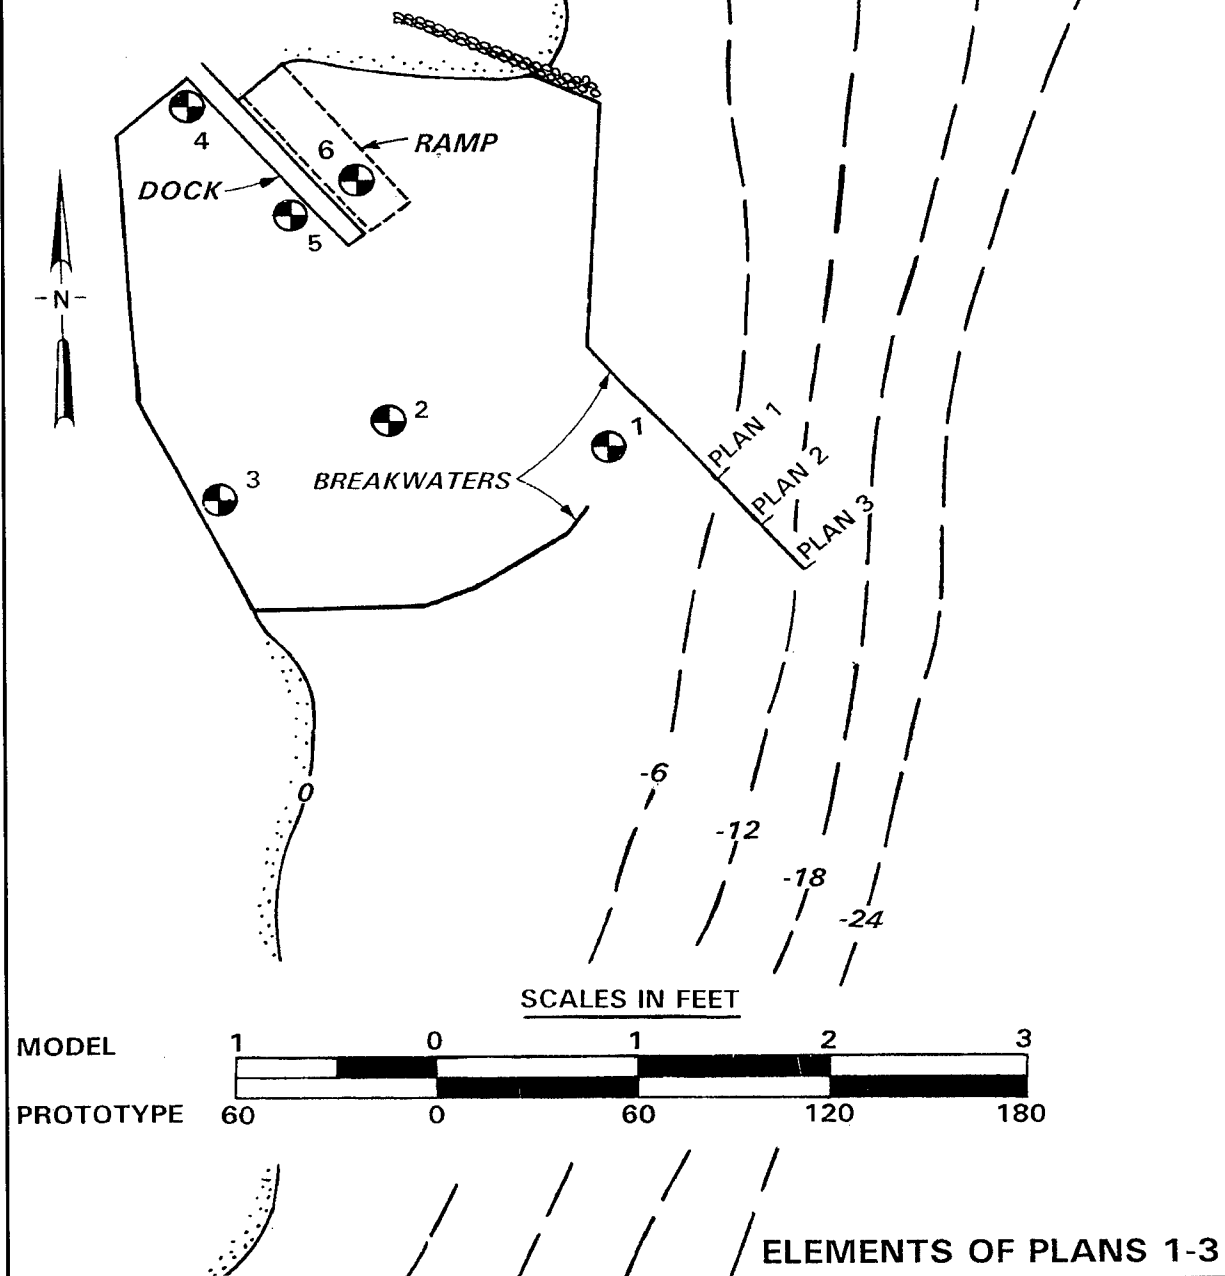 4
6
RAMP
DOCK
5
N
2
7
PLAN 1
3
BREAKWATERS
PLAN 2
PLAN 3
-6
0
-12
-18
-24
SCALES IN FEET
MODEL 1 0 1 2 3
PROTOTYPE 60 0 60 120 180
ELEMENTS OF PLANS 1-3